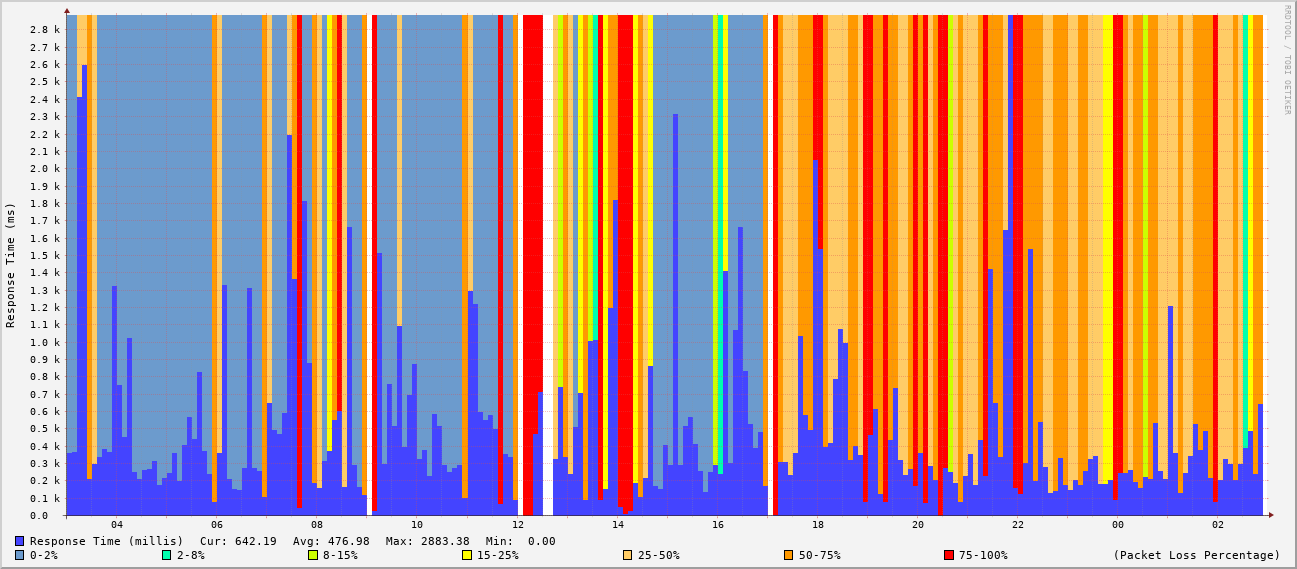 RRDTOOL / TOBI OETIKER
Response Time (ms)
2.8 k
2.7 k
2.6 k
2.5 k
2.4 k
2.3 k
2.2 k
2.1 k
2.0 k
1.9 k
1.8 k
1.7 k
1.6 k
1.5 k
1.4 k
1.3 k
1.2 k
1.1 k
1.0 k
0.9 k
0.8 k
0.7 k
0.6 k
0.5 k
0.4 k
0.3 k
0.2 k
0.1 k
0.0
04 06 08 10 12 14 16 18 20 22 00 02
Response Time (millis) Cur: 642.19 Avg: 476.98 Max: 2883.38 Min: 0.00
0-2% 2-8% 8-15% 15-25% 25-50% 50-75% 75-100% (Packet Loss Percentage)